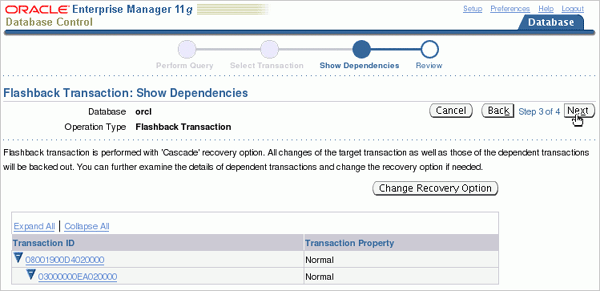 ORACLE Enterprise Manager 11g
Database Control
Setup Preferences Help Logout
Database
Perform Query Select Transaction Show Dependencies Review
Flashback Transaction: Show Dependencies
Database orcl
Operation Type Flashback Transaction
Cancel Back Step 3 of 4 Next
Flashback transaction is performed with 'Cascade' recovery option. All changes of the target transaction as well as those of the dependent transactions
will be backed out. You can further examine the details of dependent transactions and change the recovery option if needed.
Change Recovery Option
Expand All | Collapse All
Transaction ID Transaction Property
08001900D4020000 Normal
03000000EA020000 Normal